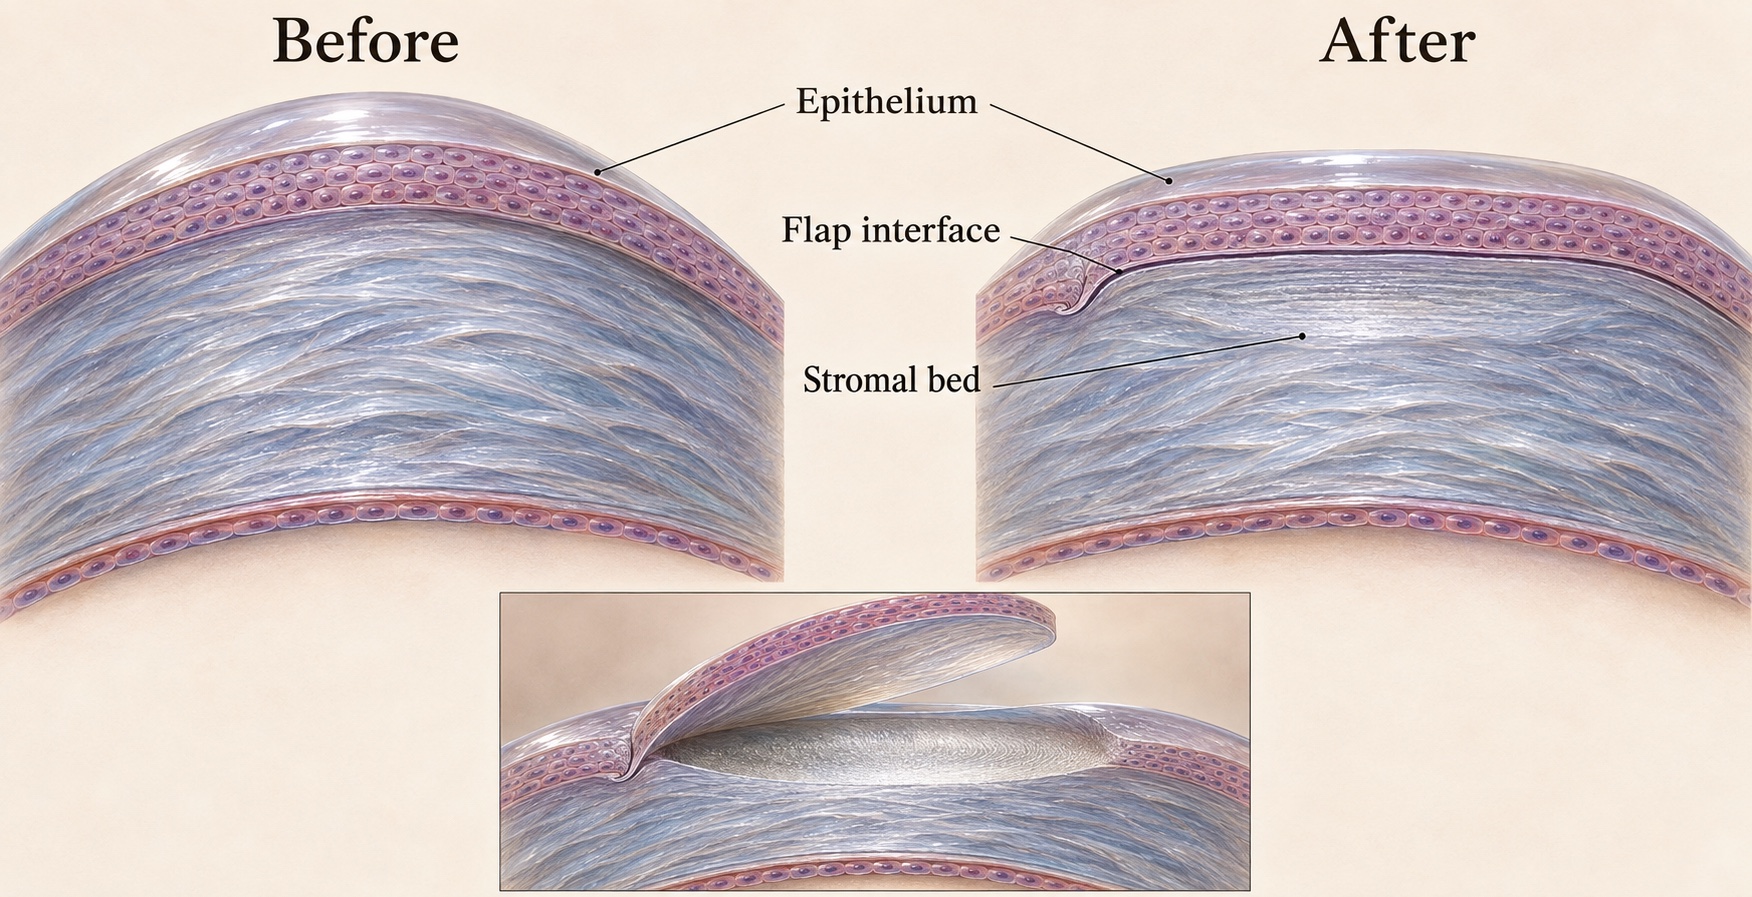 Before
After
Epithelium
Flap interface
Stromal bed